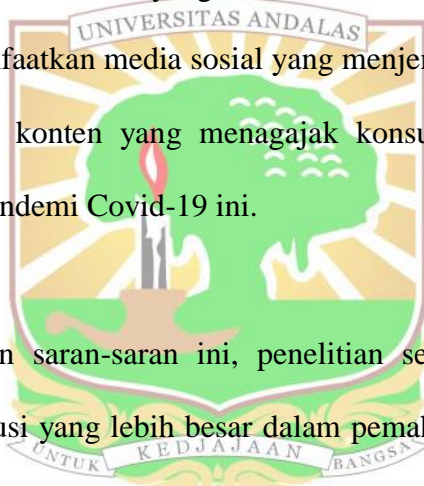 UNIVERSITAS ANDALAS
faatkan media sosial yang menjer
konten yang menagajak konsu
ndemi Covid-19 ini.
n saran-saran ini, penelitian se
usi yang lebih besar dalam pemal
UNTUK KEDJAJAAN BANGSA